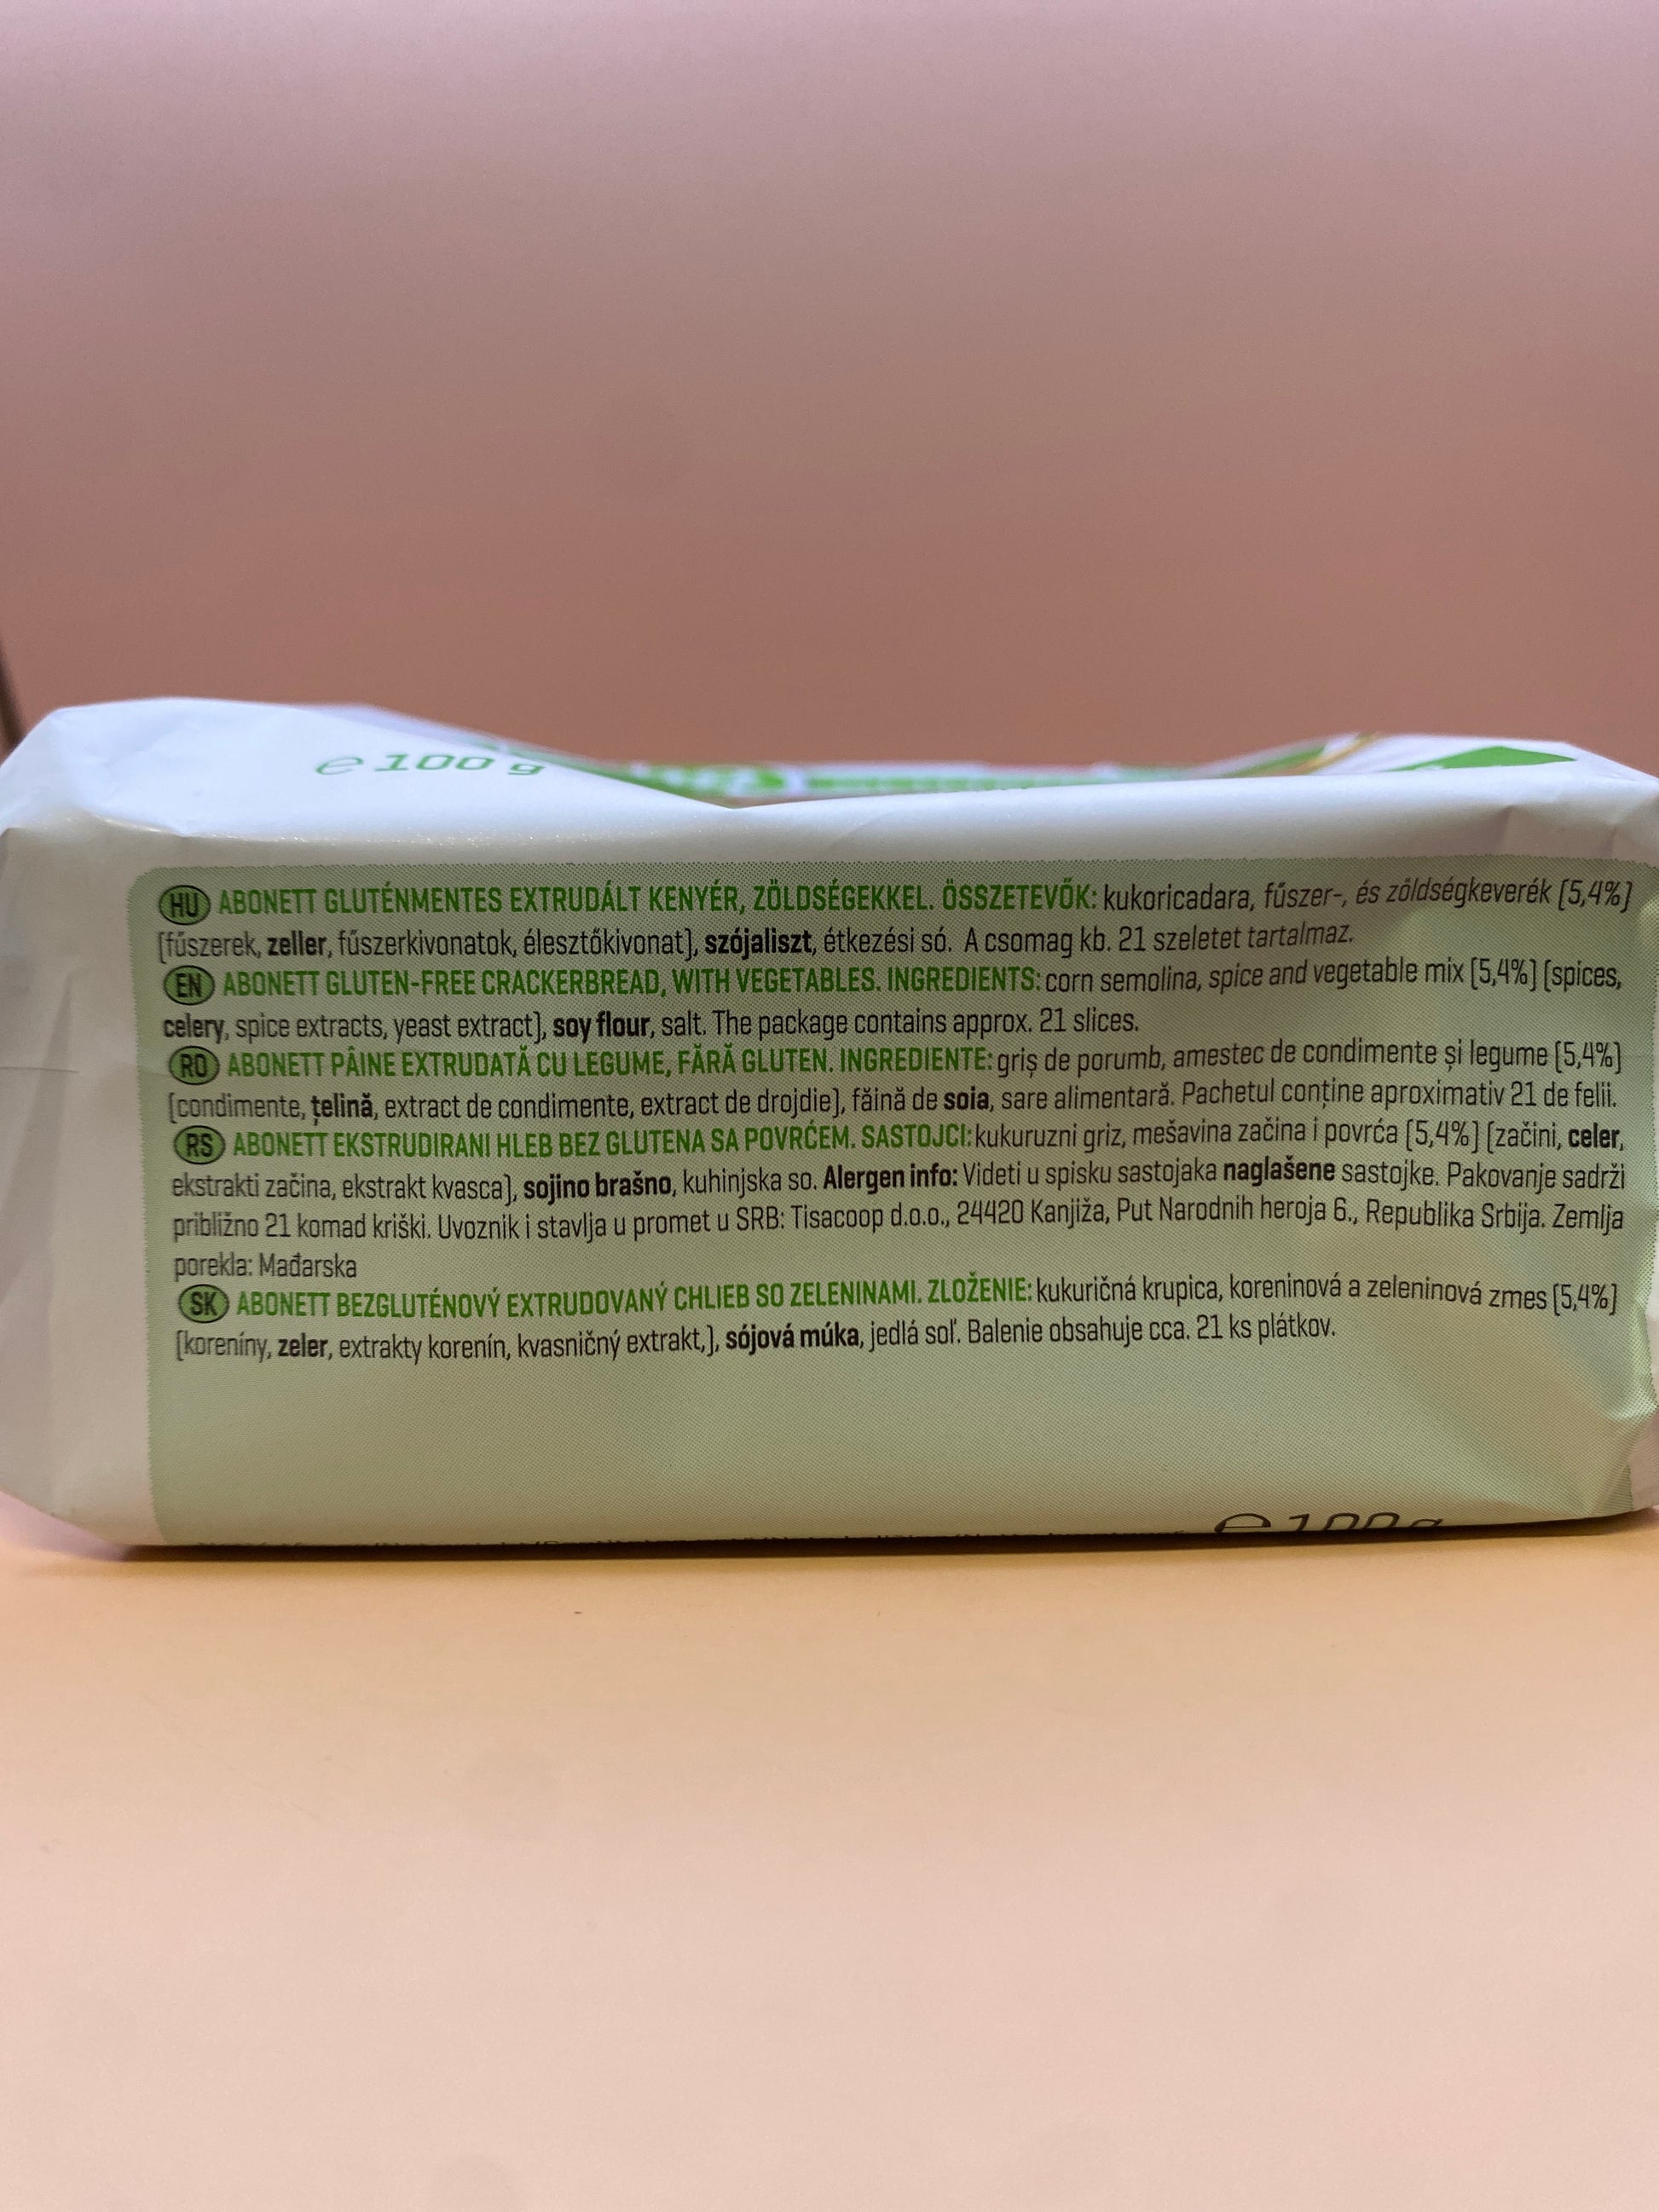 e 100 g
HU ABONETT GLUTÉNMENTES EXTRUDÁLT KENYÉR, ZÖLDSÉGEKKEL. ÖSSZETEVŐK: kukoricadara, fűszer-, és zöldségkeverék [5,4%]
[fűszerek, zeller, fűszerkivonatok, élesztőkivonat], szójaliszt, étkezési só. A csomag kb. 21 szeletet tartalmaz.
EN ABONETT GLUTEN-FREE CRACKERBREAD, WITH VEGETABLES. INGREDIENTS: corn semolina, spice and vegetable mix [5,4%] [spices,
celery, spice extracts, yeast extract], soy flour, salt. The package contains approx. 21 slices.
RO ABONETT PÂINE EXTRUDATĂ CU LEGUME, FĂRĂ GLUTEN. INGREDIENTE: griș de porumb, amestec de condimente și legume [5,4%]
[condimente, țelină, extract de condimente, extract de drojdie], făină de soia, sare alimentară. Pachetul conține aproximativ 21 de felii.
RS ABONETT EKSTRUDIRANI HLEB BEZ GLUTENA SA POVRĆEM. SASTOJCI: kukuruzni griz, mešavina začina i povrća [5,4%] [začini, celer,
ekstrakti začina, ekstrakt kvasca], sojino brašno, kuhinjska so. Alergen info: Videti u spisku sastojaka naglašene sastojke. Pakovanje sadrži
približno 21 komad kriški. Uvoznik i stavlja u promet u SRB: Tisacoop d.o.o., 24420 Kanjiža, Put Narodnih heroja 6., Republika Srbija. Zemlja
porekla: Mađarska
SK ABONETT BEZGLUTÉNOVÝ EXTRUDOVANÝ CHLIEB SO ZELENINAMI. ZLOŽENIE: kukuričná krupica, koreninová a zeleninová zmes [5,4%]
[koreníny, zeler, extrakty korenín, kvasničný extrakt,], sójová múka, jedlá soľ. Balenie obsahuje cca. 21 ks plátkov.
e 100 g